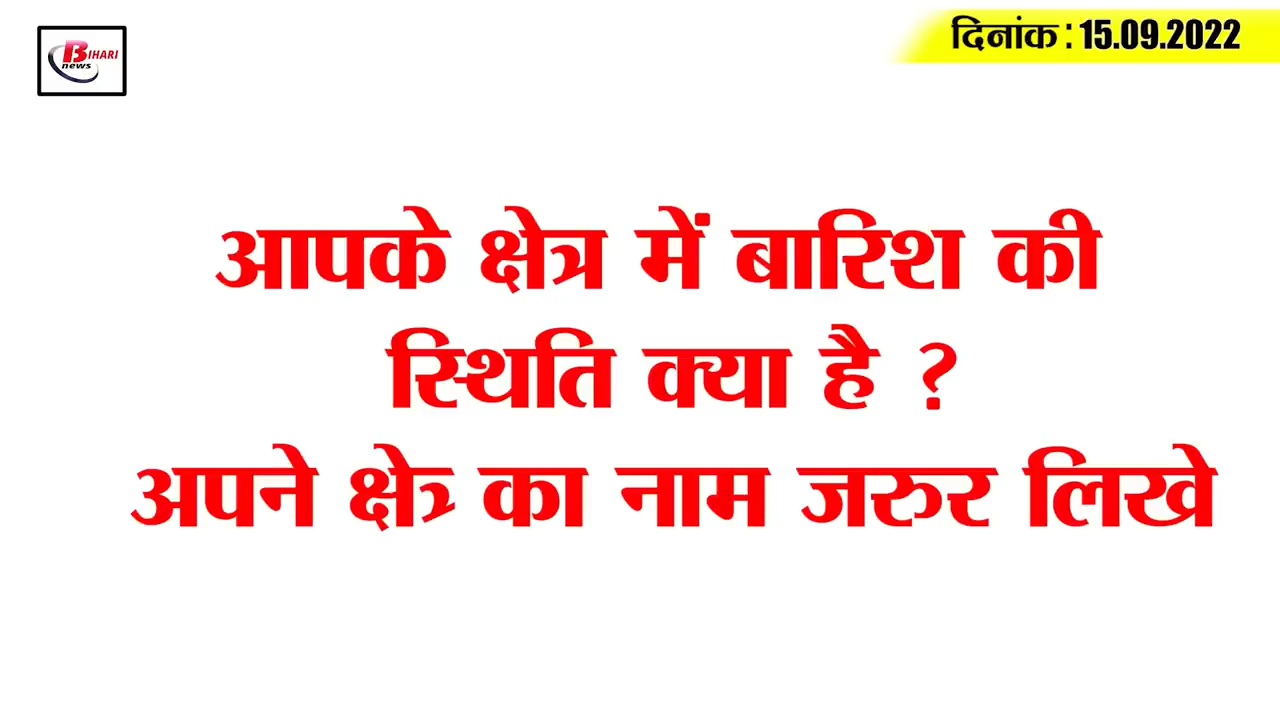 BIHARI
news
दिनांक : 15.09.2022
आपके क्षेत्र में बारिश की
स्थिति क्या है ?
अपने क्षेत्र का नाम जरुर लिखे